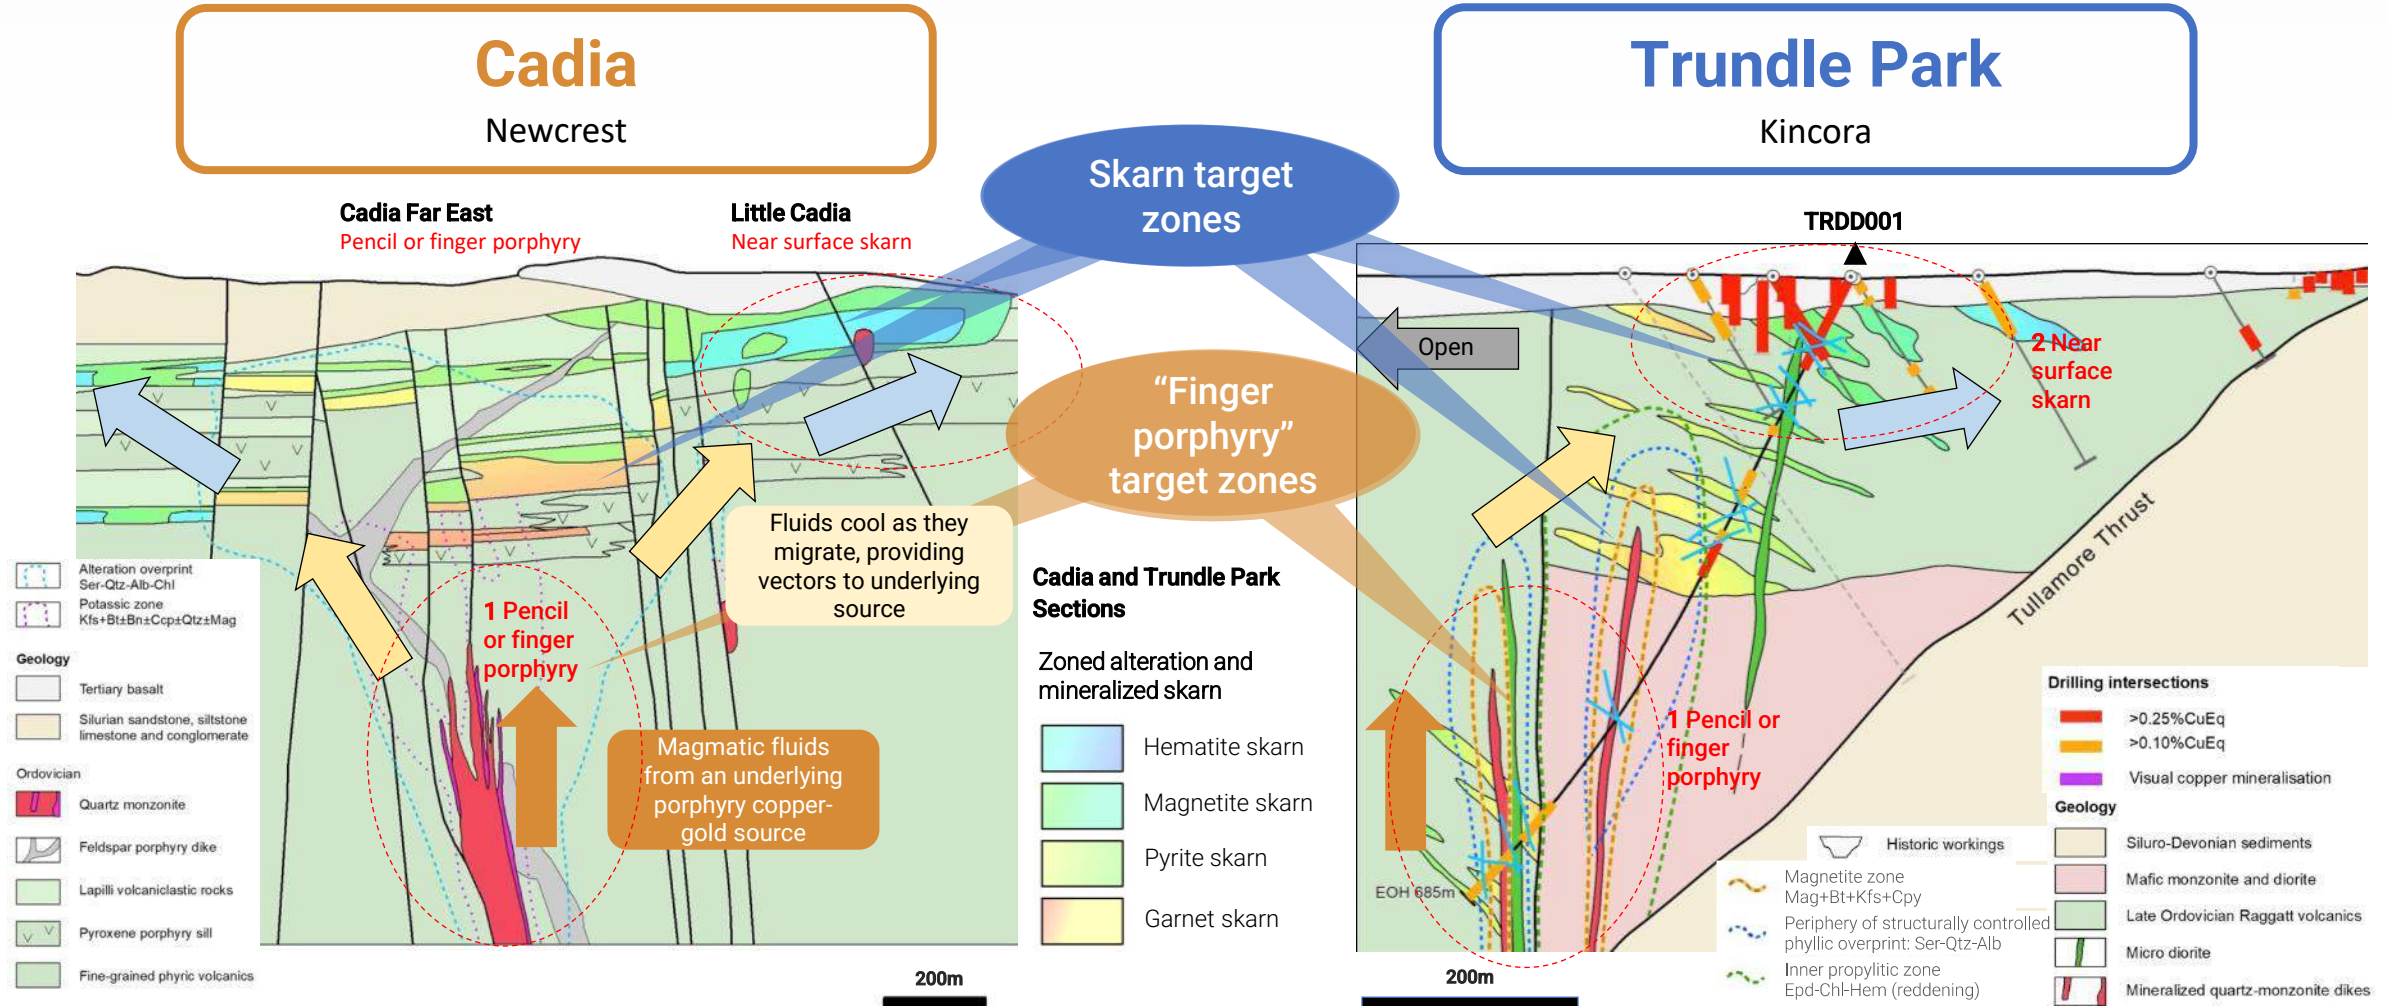 Cadia
Newcrest
Trundle Park
Kincora
Skarn target
zones
Cadia Far East
Pencil or finger porphyry
Little Cadia
Near surface skarn
TRDD001
Open
2 Near
surface
skarn
"Finger
porphyry"
target zones
Fluids cool as they
migrate, providing
vectors to underlying
source
1 Pencil
or finger
porphyry
Magmatic fluids
from an underlying
porphyry copper-
gold source
Tullamore Thrust
1 Pencil or
finger
porphyry
EOH 685m
Alteration overprint
Ser-Qtz-Alb-Chl
Potassic zone
Kfs+Bt±Bn±Ccp±Qtz±Mag
Geology
Tertiary basalt
Silurian sandstone, siltstone
limestone and conglomerate
Ordovician
Quartz monzonite
Feldspar porphyry dike
Lapilli volcaniclastic rocks
Pyroxene porphyry sill
Fine-grained phyric volcanics
200m
Cadia and Trundle Park
Sections
Zoned alteration and
mineralized skarn
Hematite skarn
Magnetite skarn
Pyrite skarn
Garnet skarn
200m
Historic workings
Magnetite zone
Mag+Bt+Kfs+Cpy
Periphery of structurally controlled
phyllic overprint: Ser-Qtz-Alb
Inner propylitic zone
Epd-Chl-Hem (reddening)
Drilling intersections
>0.25%CuEq
>0.10%CuEq
Visual copper mineralisation
Geology
Siluro-Devonian sediments
Mafic monzonite and diorite
Late Ordovician Raggatt volcanics
Micro diorite
Mineralized quartz-monzonite dikes